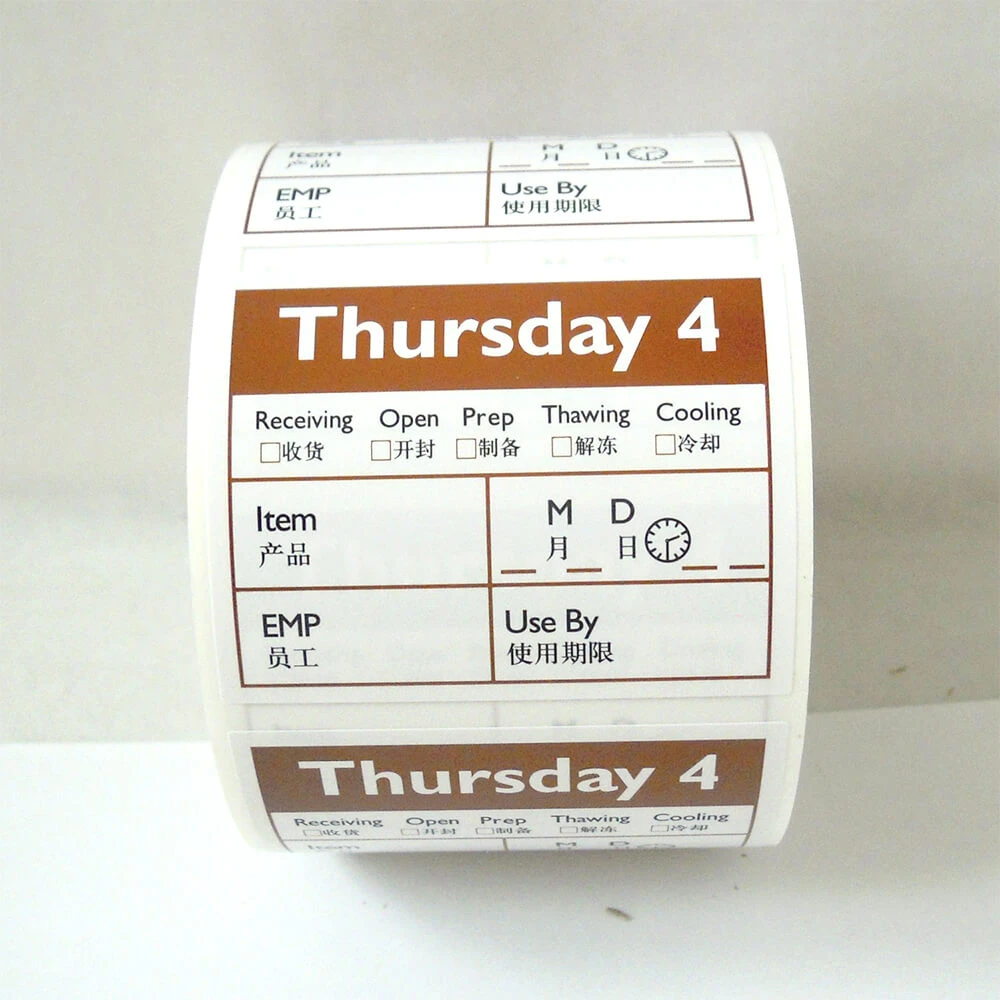 Item M D
产品 月 日
EMP Use By
员工 使用期限
Thursday 4
Receiving Open Prep Thawing Cooling
收货 开封 制备 解冻 冷却
Item M D
产品 月 日
EMP Use By
员工 使用期限
Thursday 4
Receiving Open Prep Thawing Cooling
收货 开封 制备 解冻 冷却
Item M D